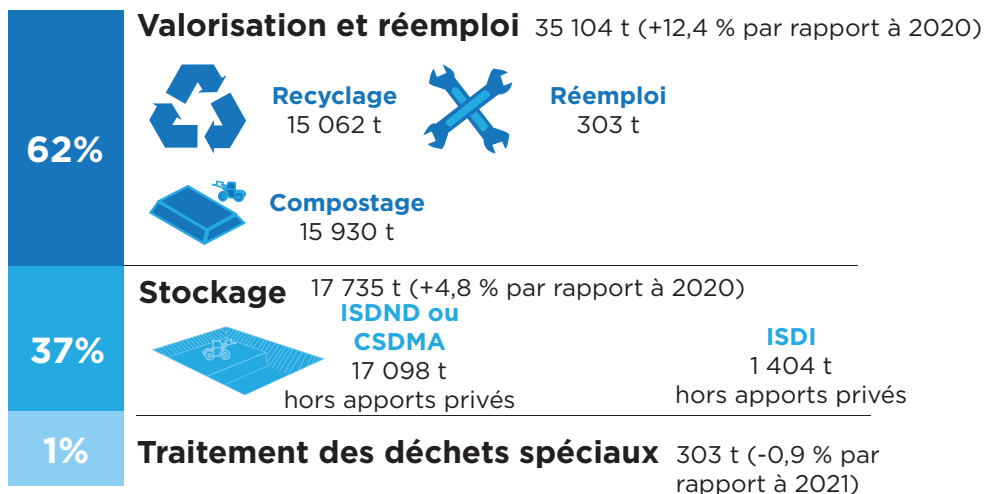 62%
Valorisation et réemploi 35 104 t (+12,4 % par rapport à 2020)
Recyclage
15 062 t
Réemploi
303 t
Compostage
15 930 t
37%
Stockage 17 735 t (+4,8 % par rapport à 2020)
ISDND ou
CSDMA
17 098 t
hors apports privés
ISDI
1 404 t
hors apports privés
1%
Traitement des déchets spéciaux 303 t (-0,9 % par
rapport à 2021)